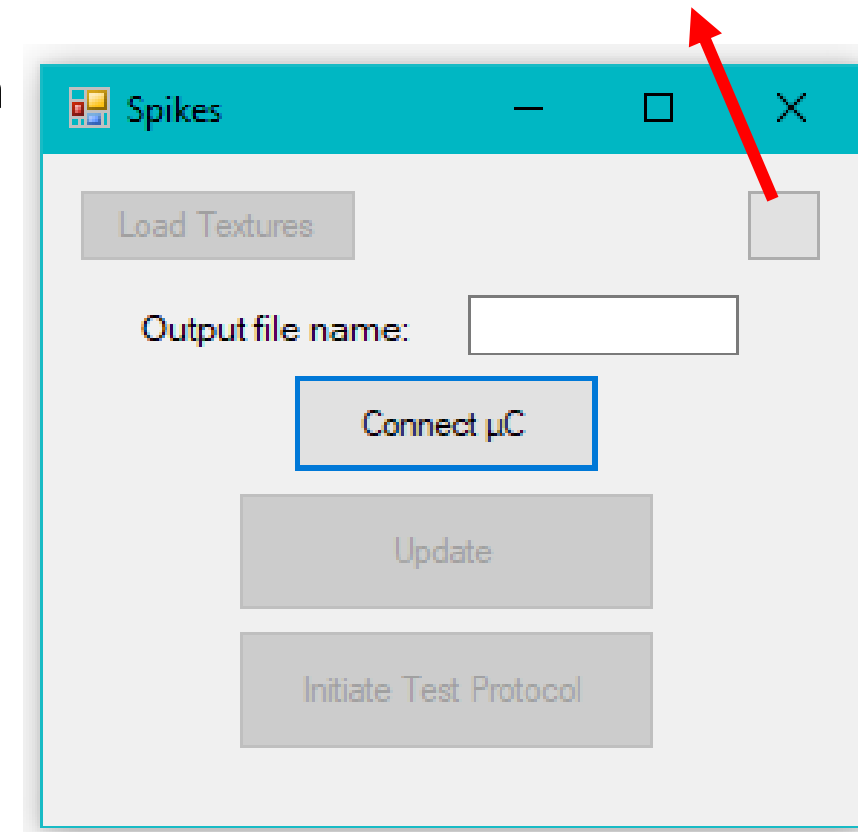 Spikes
Load Textures
Output file name:
Connect µC
Update
Initiate Test Protocol